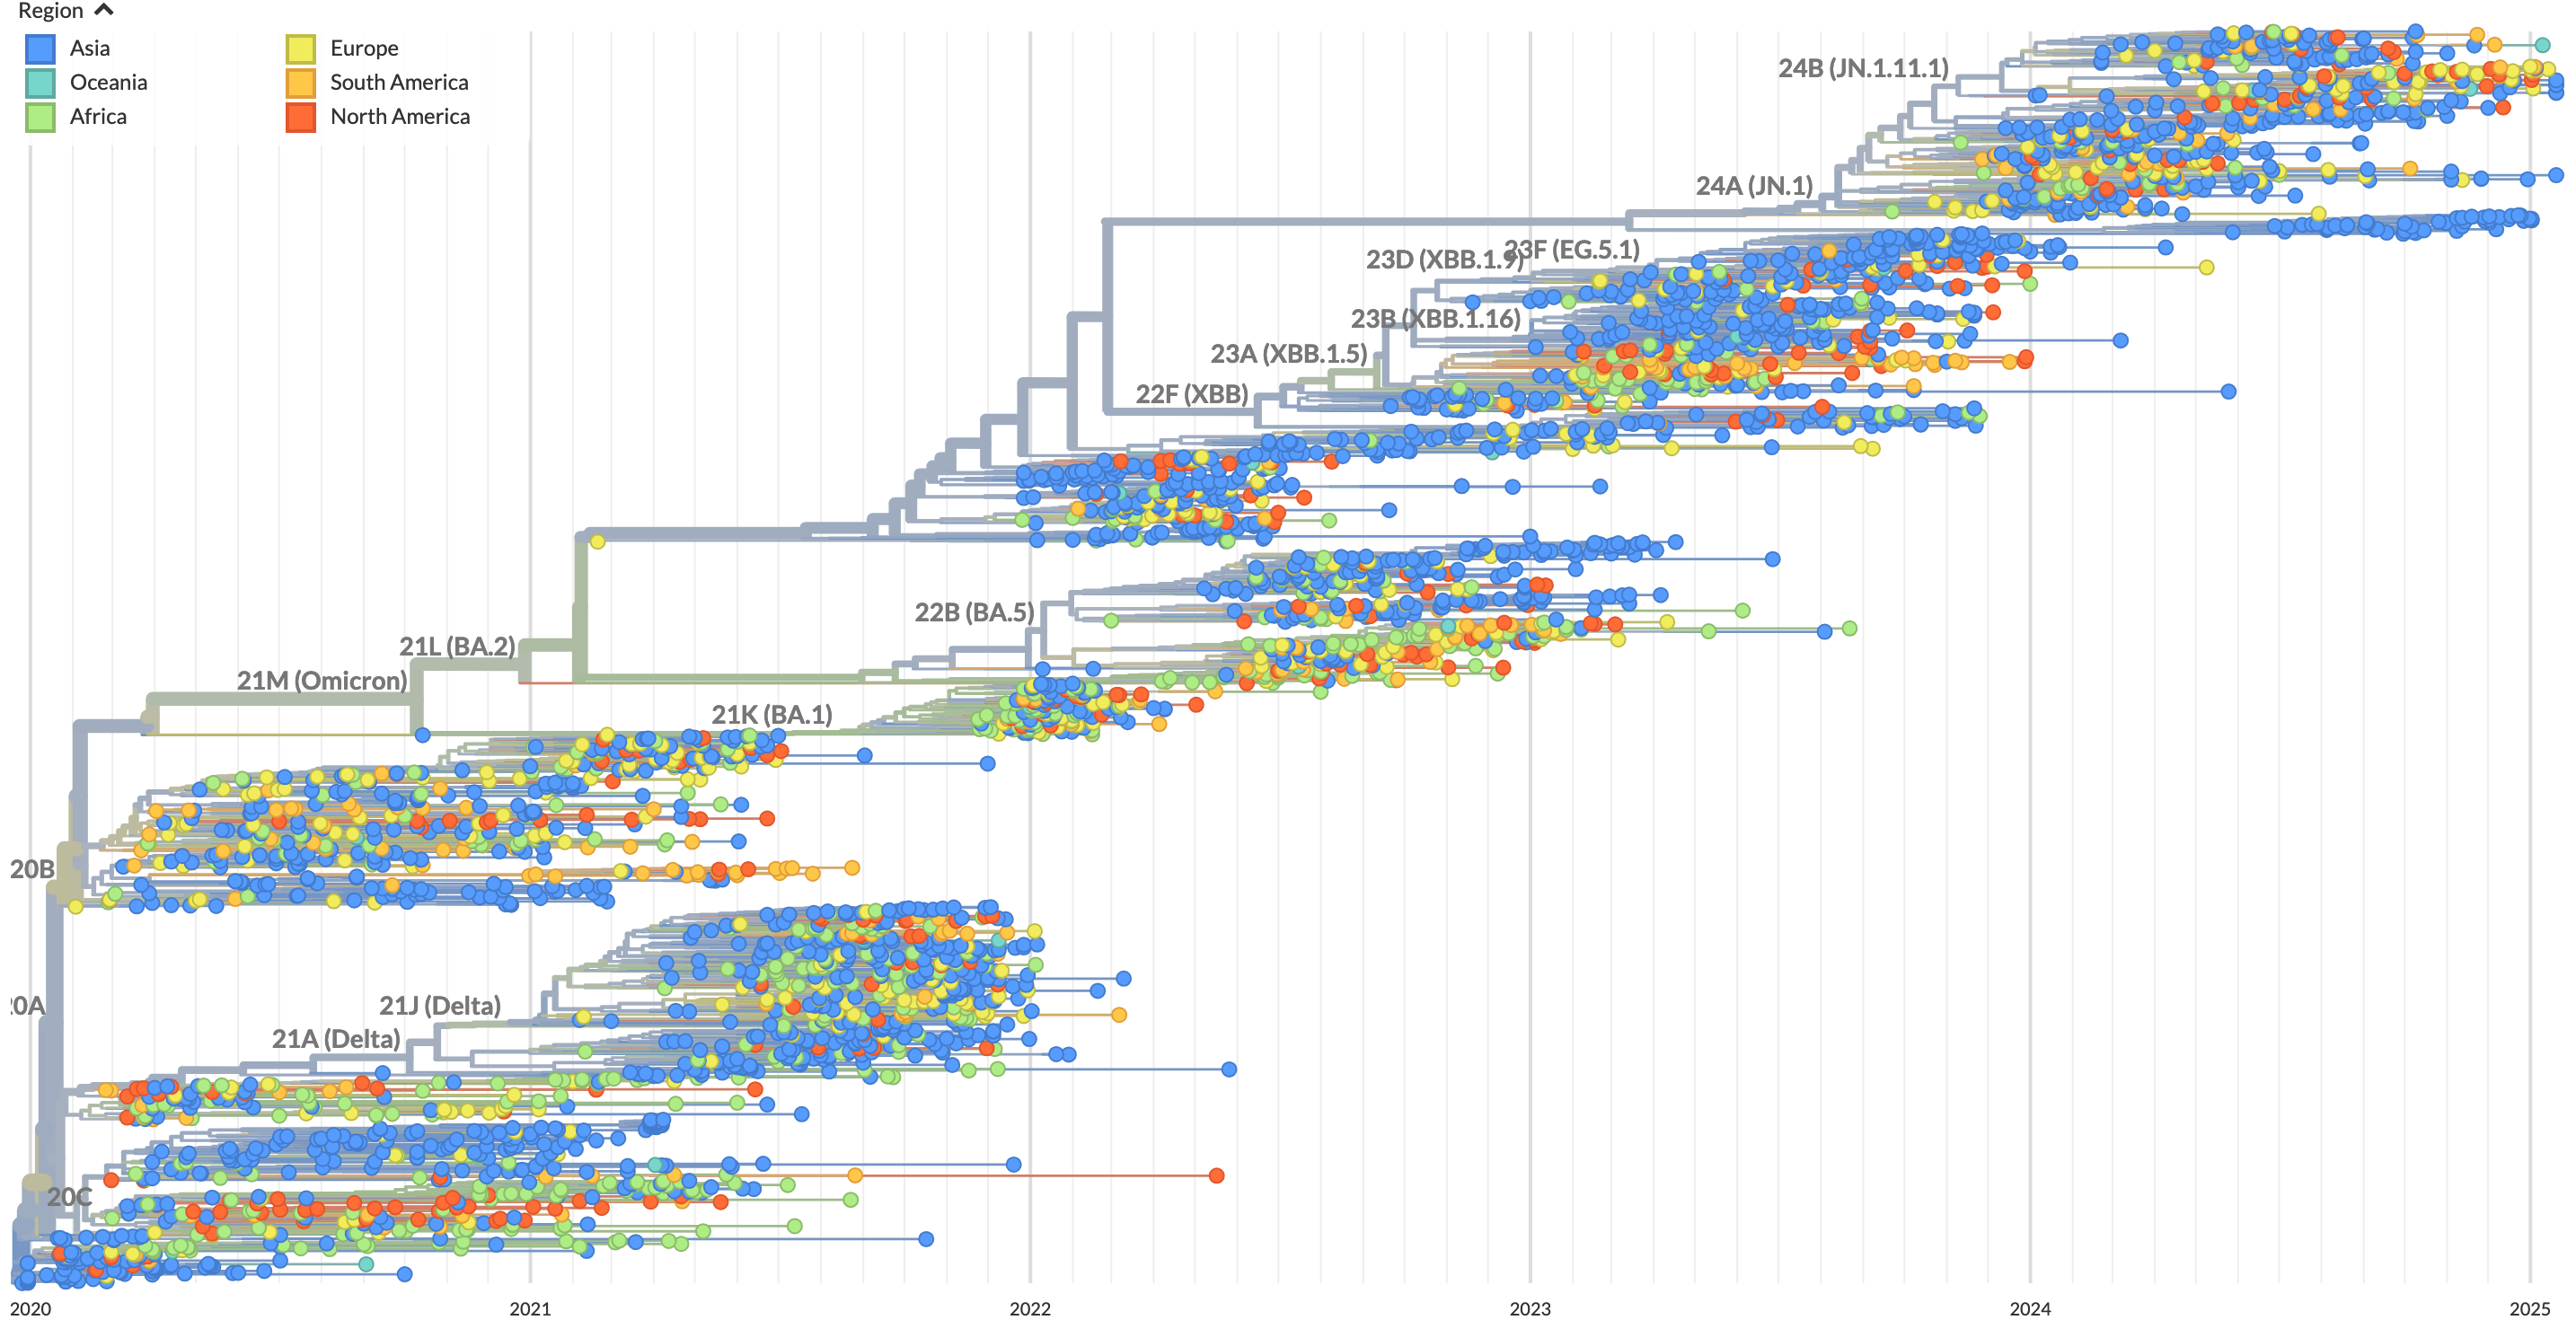 Region
Asia
Europe
Oceania
South America
Africa
North America
24B (JN.1.11.1)
24A (JN.1)
23F (EG.5.1)
23D (XBB.1.9)
23B (XBB.1.16)
23A (XBB.1.5)
22F (XBB)
22B (BA.5)
21L (BA.2)
21M (Omicron)
21K (BA.1)
20B
0A
21J (Delta)
21A (Delta)
20C
2020
2021
2022
2023
2024
2025